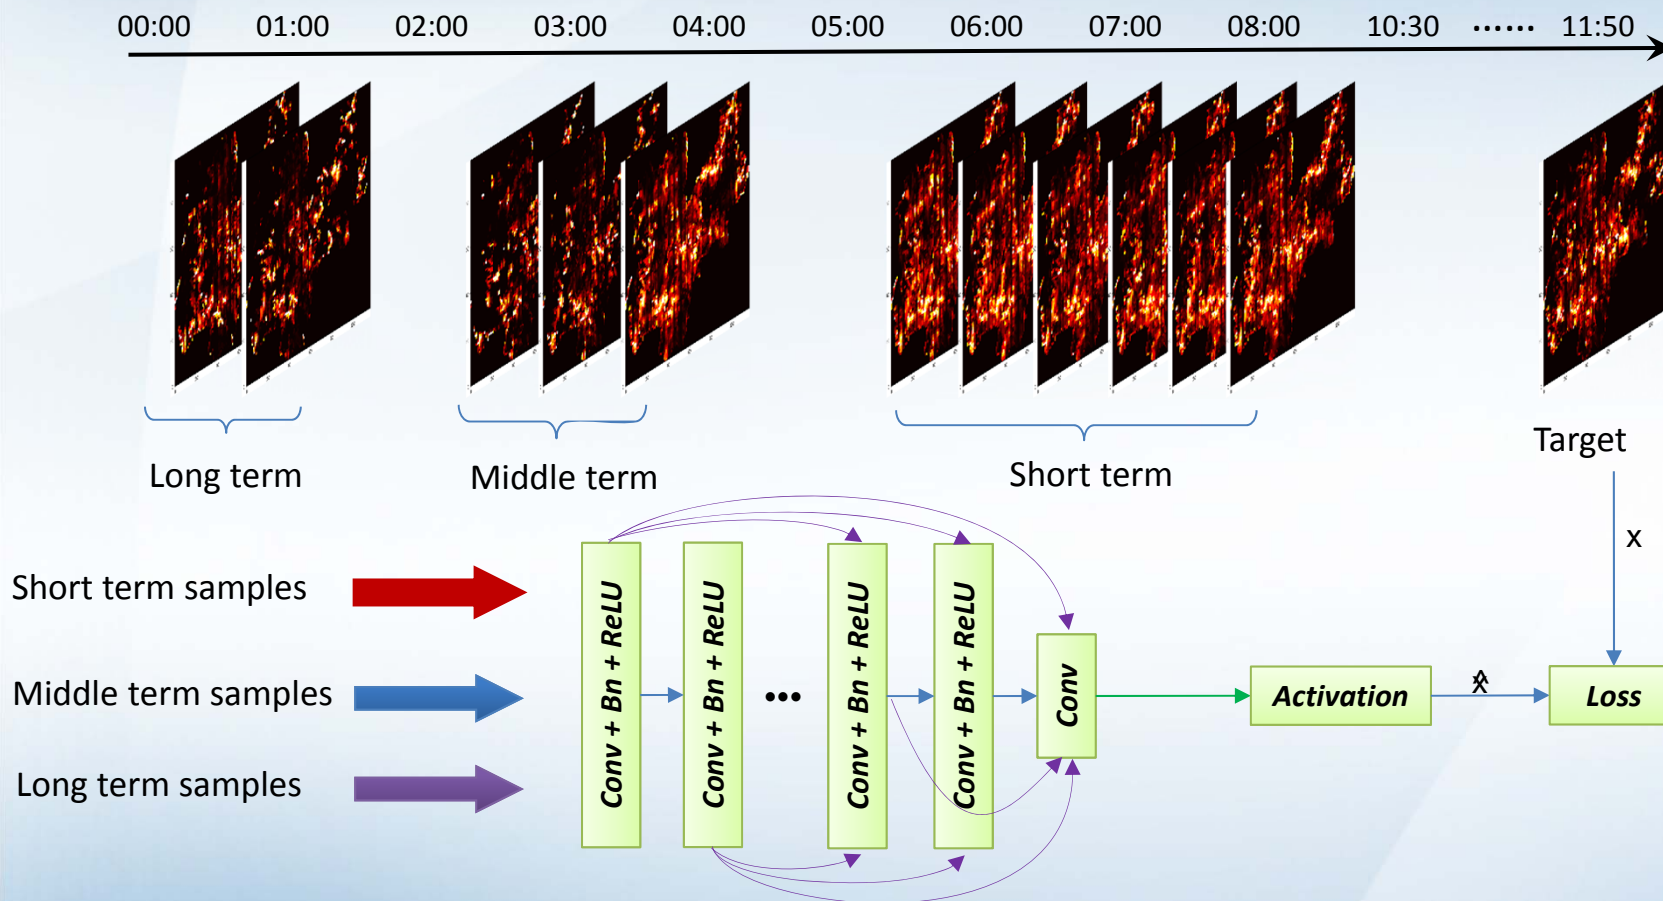 00:00 01:00 02:00 03:00 04:00 05:00 06:00 07:00 08:00 10:30 ...... 11:50
Long term
Middle term
Short term
Target
x
Short term samples
Middle term samples
Long term samples
Conv + Bn + ReLU
Conv + Bn + ReLU
...
Conv + Bn + ReLU
Conv + Bn + ReLU
Conv
Activation
x̂
Loss